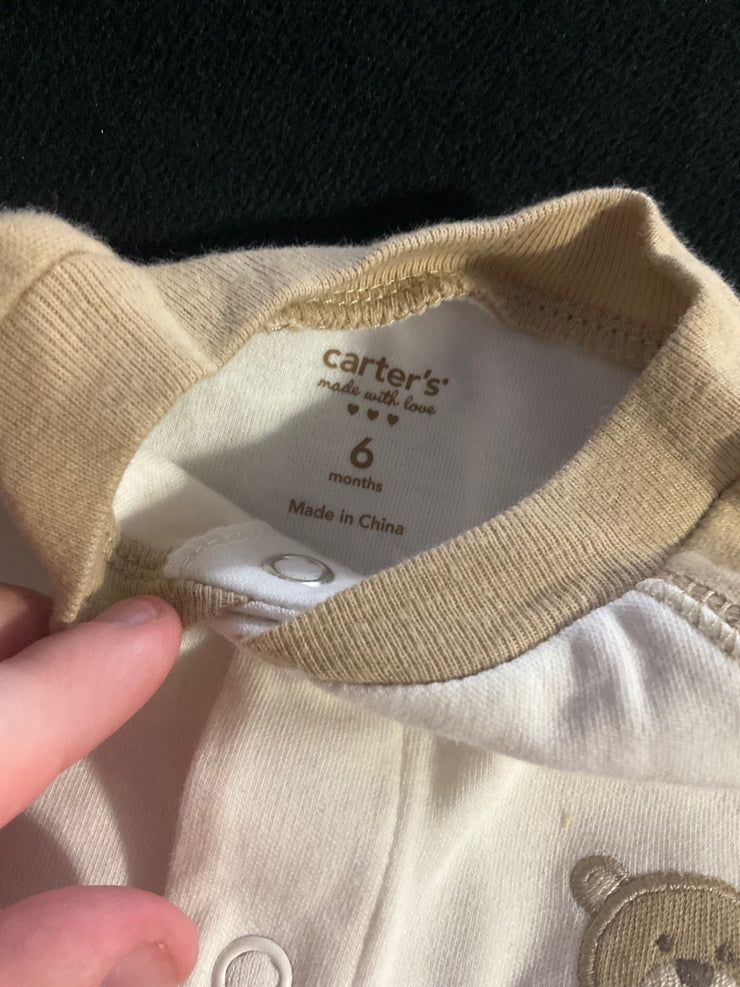 carter's®
made with love
6
months
Made in China